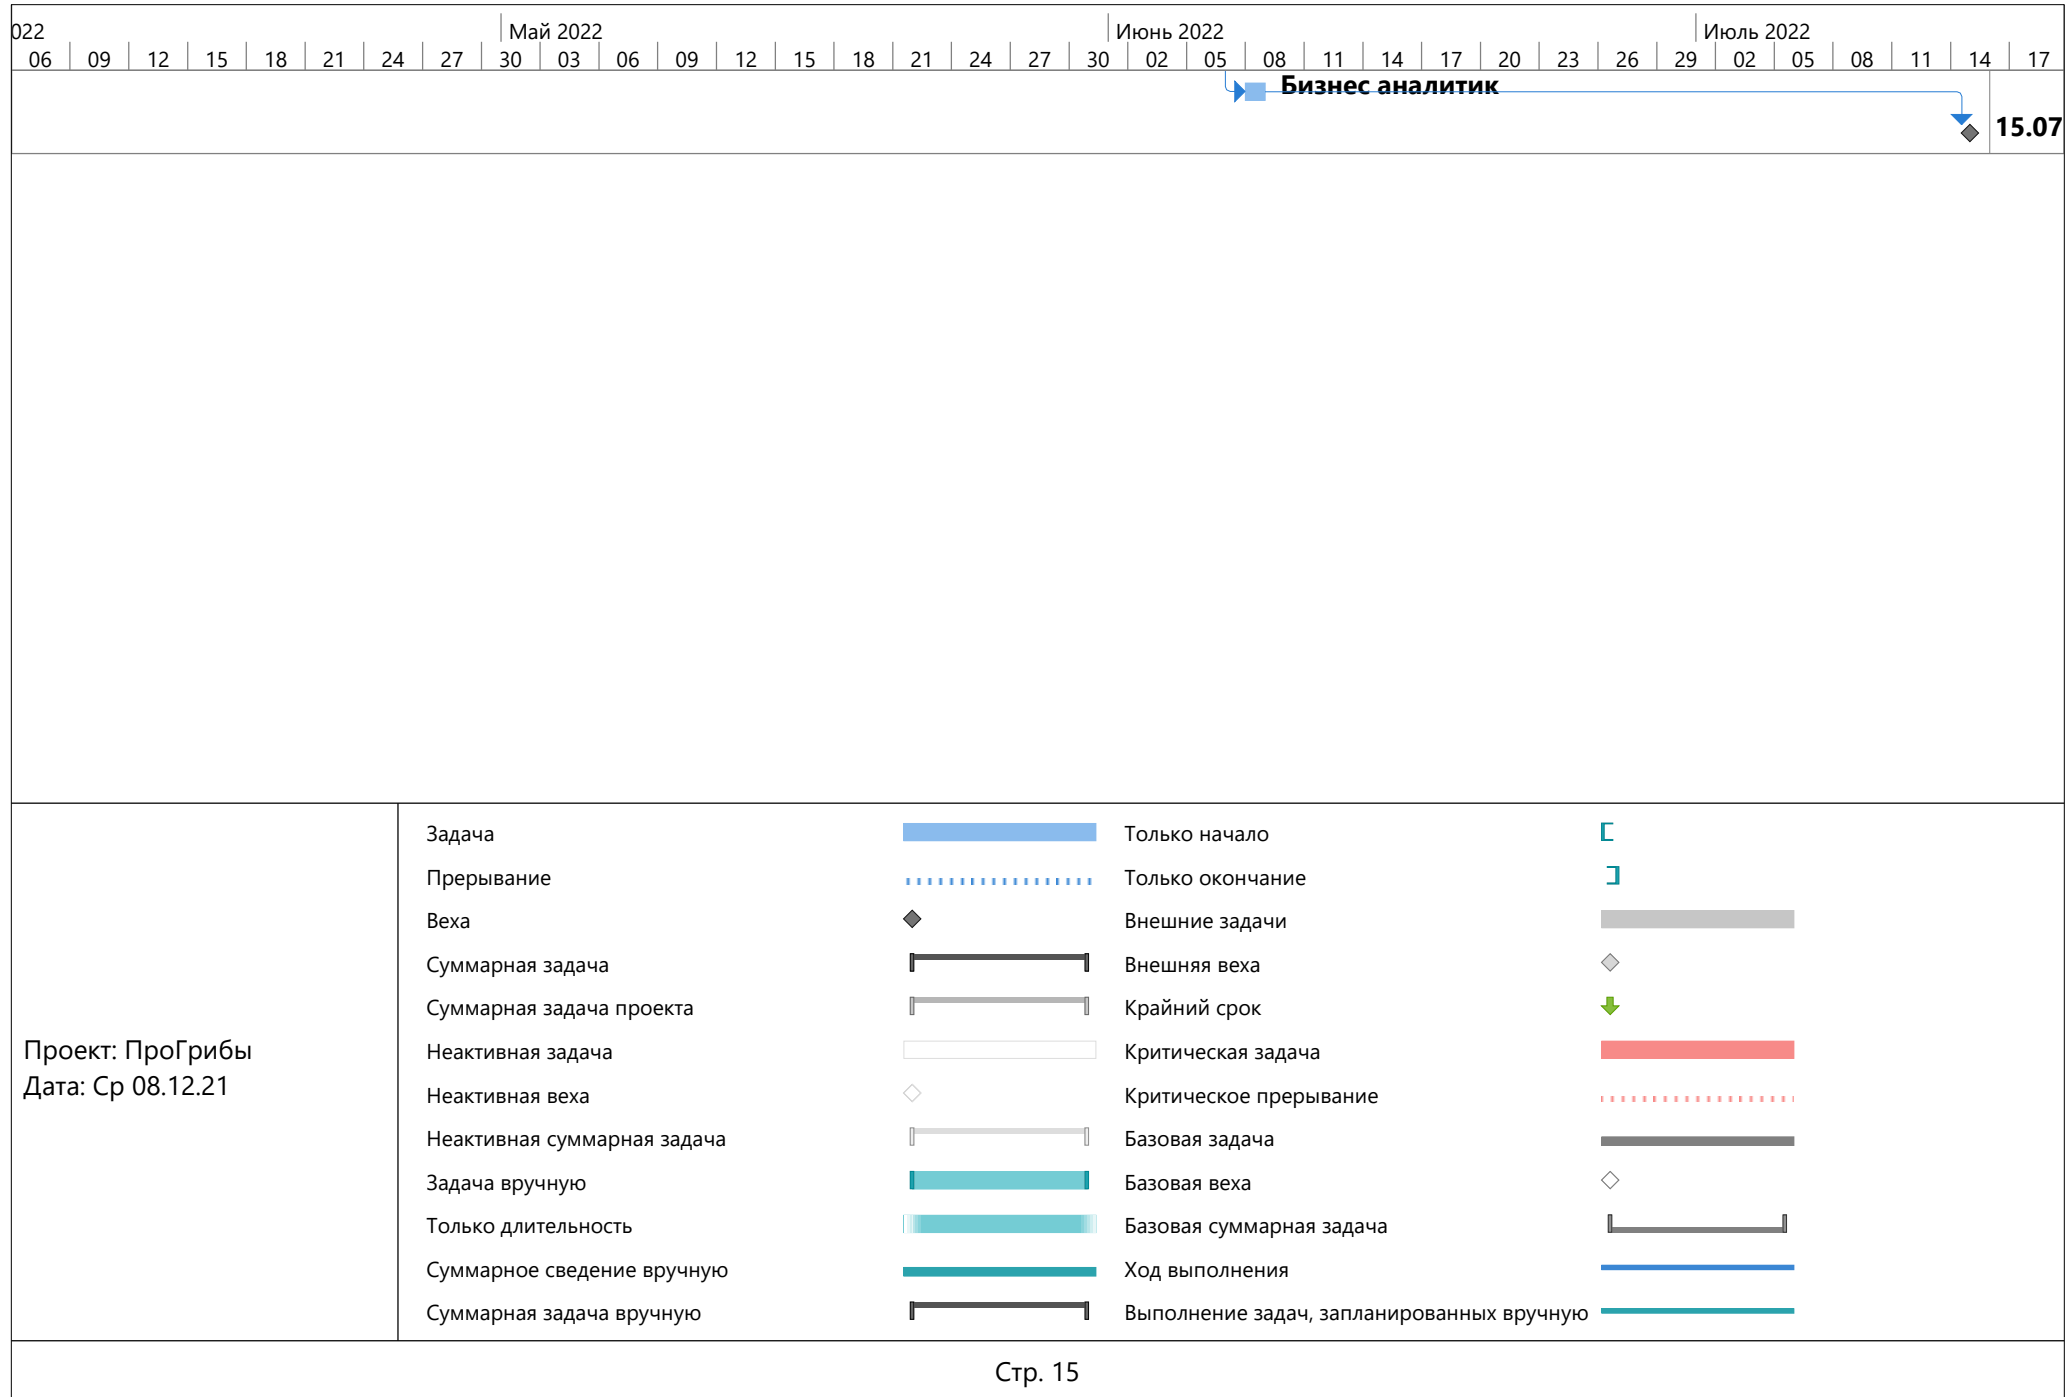 022 Май 2022 Июнь 2022 Июль 2022
06 09 12 15 18 21 24 27 30 03 06 09 12 15 18 21 24 27 30 02 05 08 11 14 17 20 23 26 29 02 05 08 11 14 17
Бизнес аналитик
15.07
Проект: ПроГрибы
Дата: Ср 08.12.21
Задача
Прерывание
Веха
Суммарная задача
Суммарная задача проекта
Неактивная задача
Неактивная веха
Неактивная суммарная задача
Задача вручную
Только длительность
Суммарное сведение вручную
Суммарная задача вручную
Только начало
Только окончание
Внешние задачи
Внешняя веха
Крайний срок
Критическая задача
Критическое прерывание
Базовая задача
Базовая веха
Базовая суммарная задача
Ход выполнения
Выполнение задач, запланированных вручную
Стр. 15